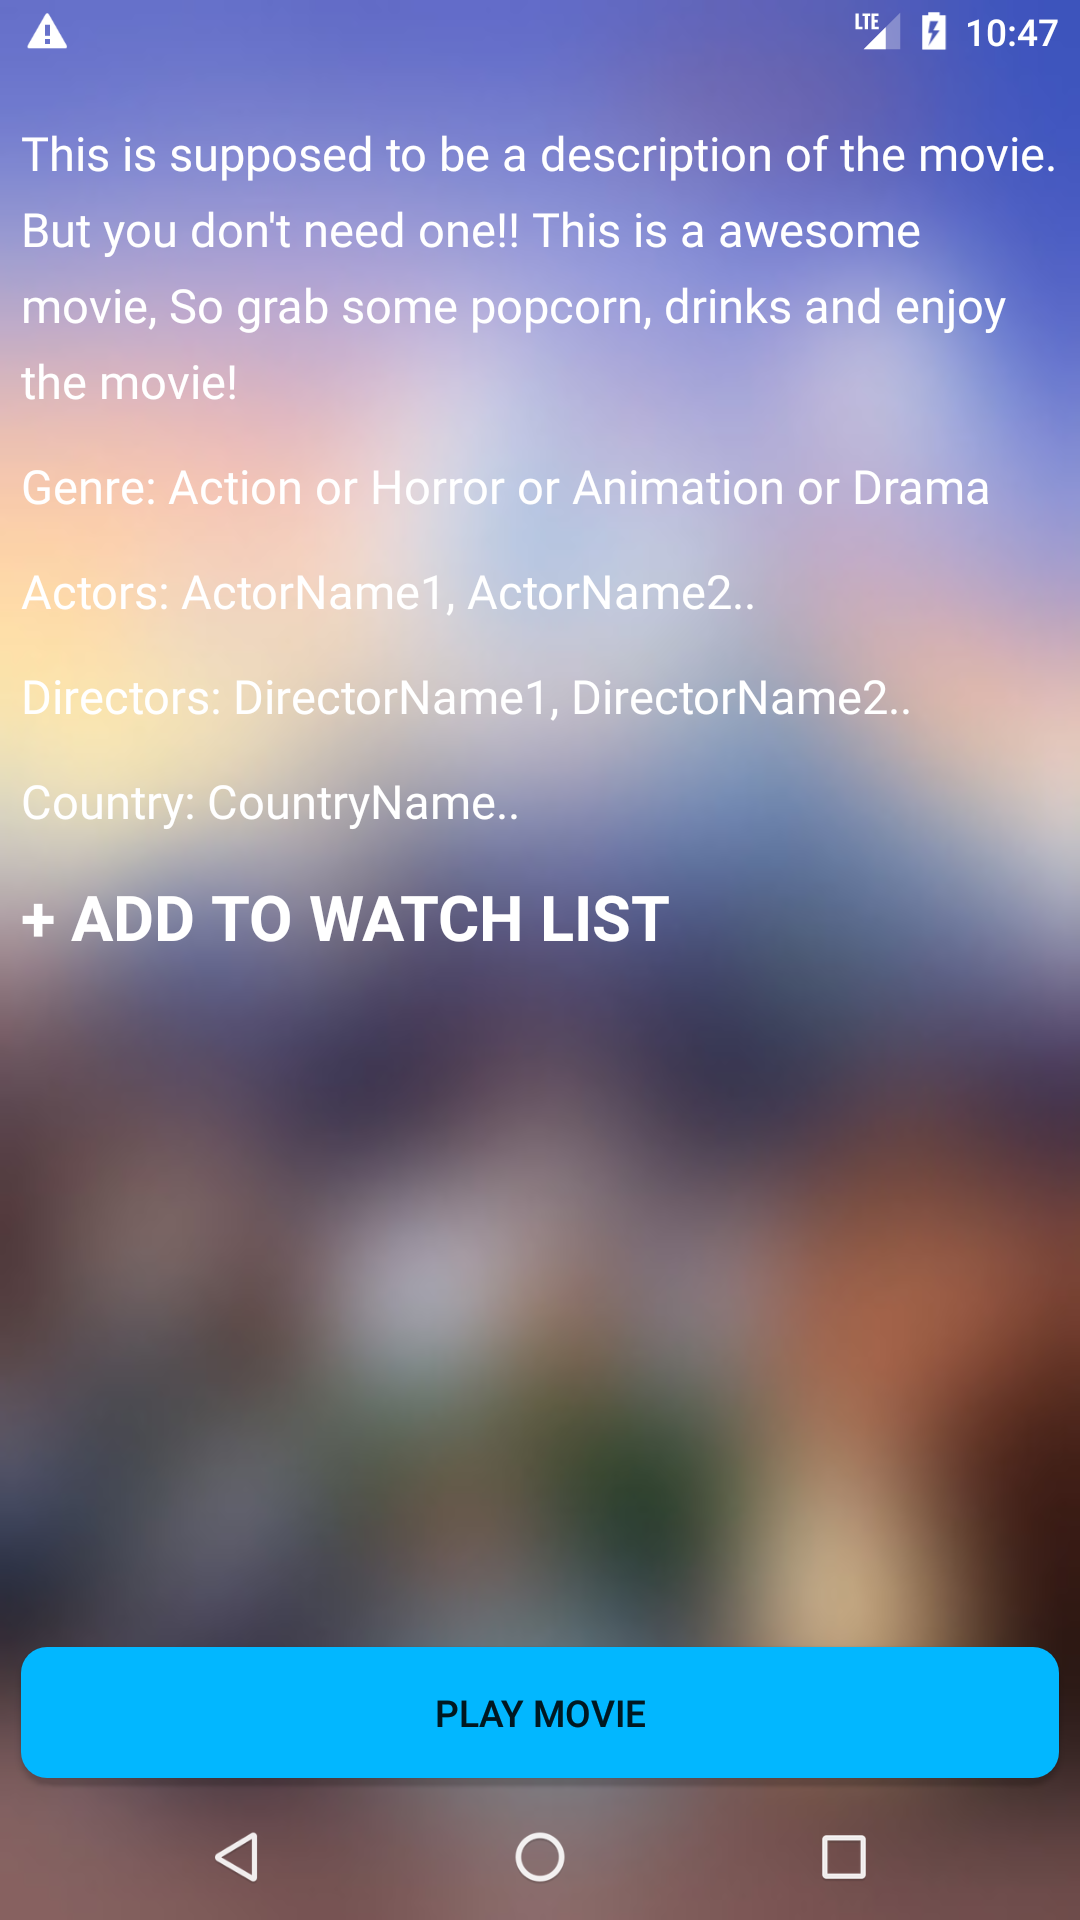 LTE 10:47
This is supposed to be a description of the movie.
But you don't need one!! This is a awesome
movie, So grab some popcorn, drinks and enjoy
the movie!
Genre: Action or Horror or Animation or Drama
Actors: ActorName1, ActorName2..
Directors: DirectorName1, DirectorName2..
Country: CountryName..
+ ADD TO WATCH LIST
PLAY MOVIE